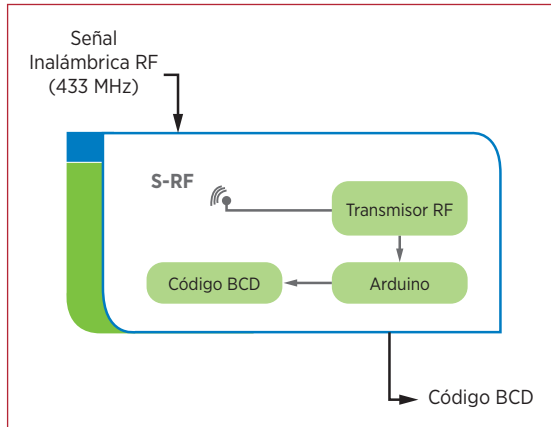 Señal
Inalámbrica RF
(433 MHz)
S-RF
Transmisor RF
Código BCD
Arduino
Código BCD